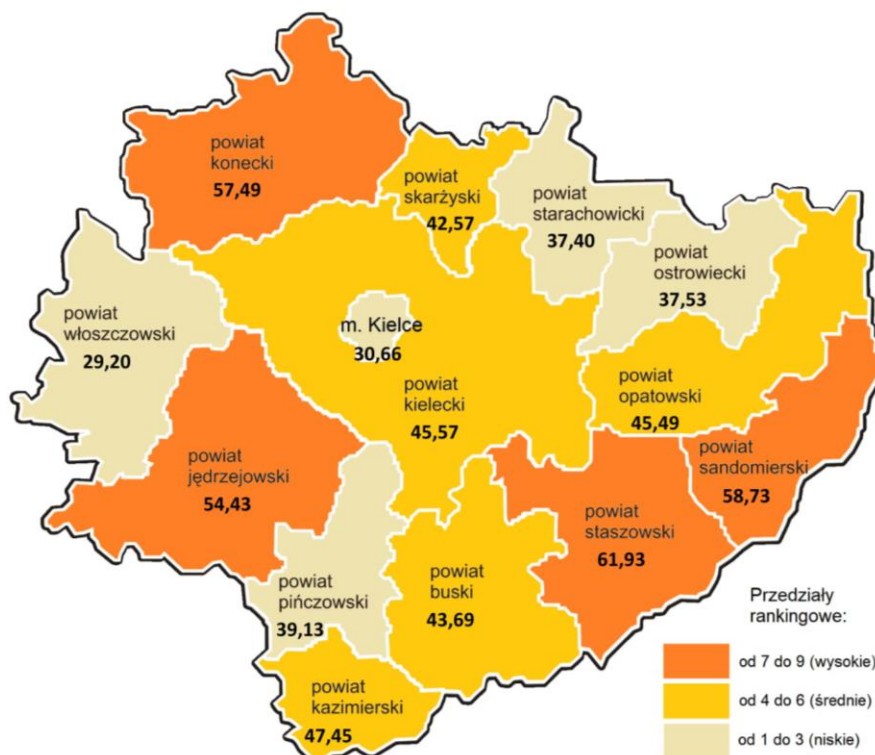 powiat
konecki
57,49
powiat
skarżyski
42,57
powiat
starachowicki
37,40
powiat
ostrowiecki
37,53
powiat
włoszczowski
29,20
m. Kielce
30,66
powiat
kielecki
45,57
powiat
opatowski
45,49
powiat
sandomierski
58,73
powiat
jędrzejowski
54,43
powiat
staszowski
61,93
powiat
pińczowski
39,13
powiat
buski
43,69
powiat
kazimierski
47,45
Przedziały
rankingowe:
od 7 do 9 (wysokie)
od 4 do 6 (średnie)
od 1 do 3 (niskie)